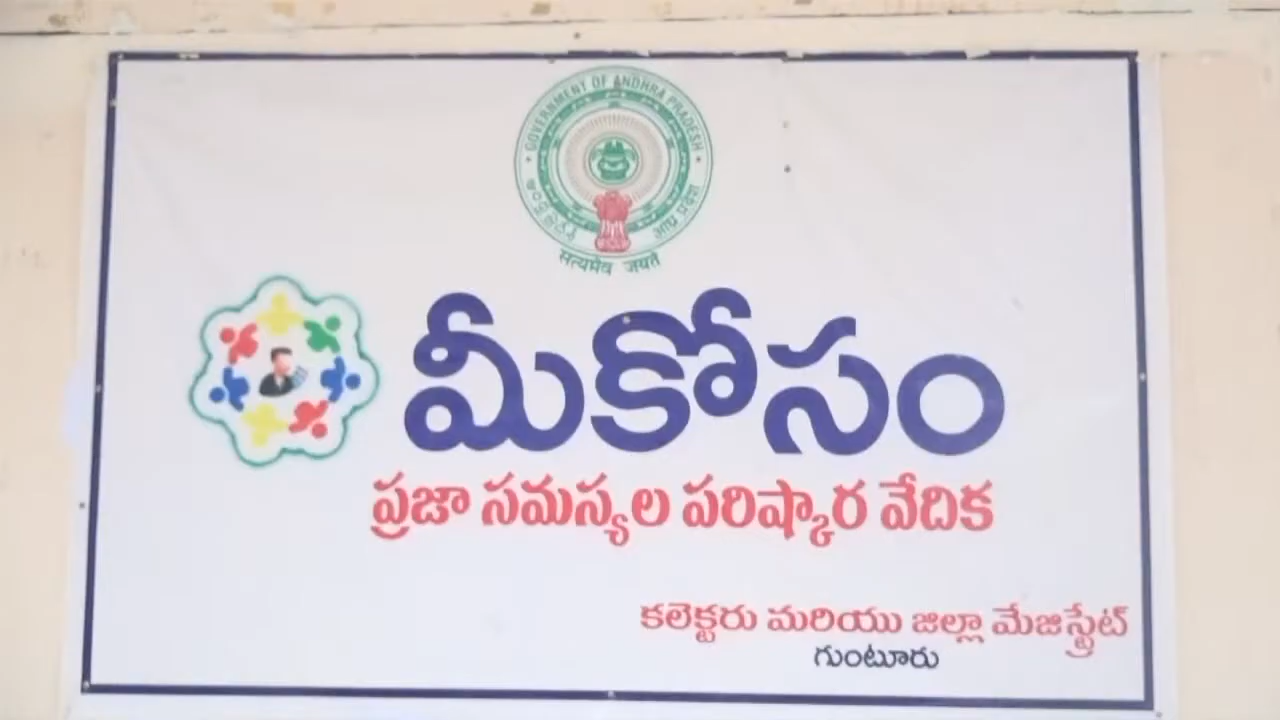 GOVERNMENT OF ANDHRA PRADESH
सत्यमेव जयते
మీకోసం
ప్రజా సమస్యల పరిష్కార వేదిక
కలెక్టరు మరియు జిల్లా మేజిస్ట్రేట్
గుంటూరు